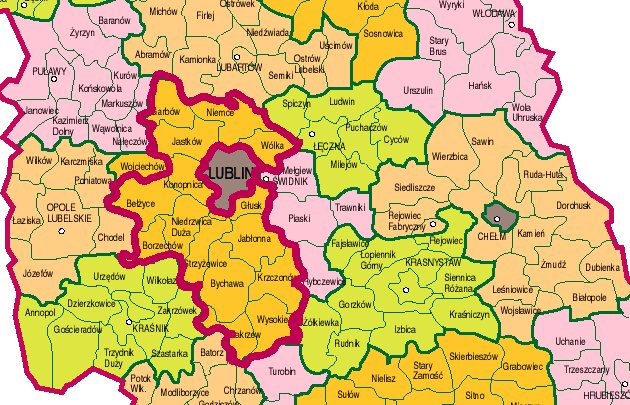 Kłoda
Wyryki
WŁODAWA
Baranów
Michów
Ostrówek
Firlej
Żyrzyn
Niedźwiada
Uścimów
Sosnowica
Stary
Brus
Abramów
Kamionka
LUBARTÓW
Ostrów
Lubelski
PUŁAWY
Kurów
Semiki
Końskowola
Urszulin
Hańsk
Markuszów
Spiczyn
Ludwin
Janowiec
Garbów
Niemce
Wola
Uhruska
Kazimierz
Dolny
Wąwolnica
Puchaczów
Nałęczów
Jastków
Wólka
ŁĘCZNA
Cyców
Sawin
Wilków
Karczmiska
Wojciechów
Milejów
Wierzbica
Poniatowa
LUBLIN
Mełgiew
ŚWIDNIK
Ruda-Huta
Konopnica
Siedliszcze
OPOLE
LUBELSKIE
Bełżyce
Głusk
Trawniki
Dorohusk
Łaziska
Niedrzwica
Duża
Piaski
Rejowiec
Fabryczny
CHEŁM
Kamień
Chodel
Borzechów
Jabłonna
Fajsławice
Rejowiec
Łopiennik
Górny
KRASNYSTAW
Żmudź
Dubienka
Józefów
Urzędów
Strzyżewice
Siennica
Różana
Wilkołaz
Bychawa
Krzczonów
Rybczewice
Leśniowice
Białopole
Annopol
Dzierzkowice
Zakrzówek
Gorzków
Kraśniczyn
Wojsławice
Gościeradów
KRAŚNIK
Wysokie
Żółkiewka
Izbica
Zakrzew
Rudnik
Uchanie
Trzydnik
Duży
Szastarka
Batorz
Skierbieszów
Turobin
Stary
Zamość
Grabowiec
Trzeszczany
Potok
Wlk.
Modliborzyce
Chrzanów
Nielisz
Sułów
Sitno
HRUBIESZÓW
Godziszów